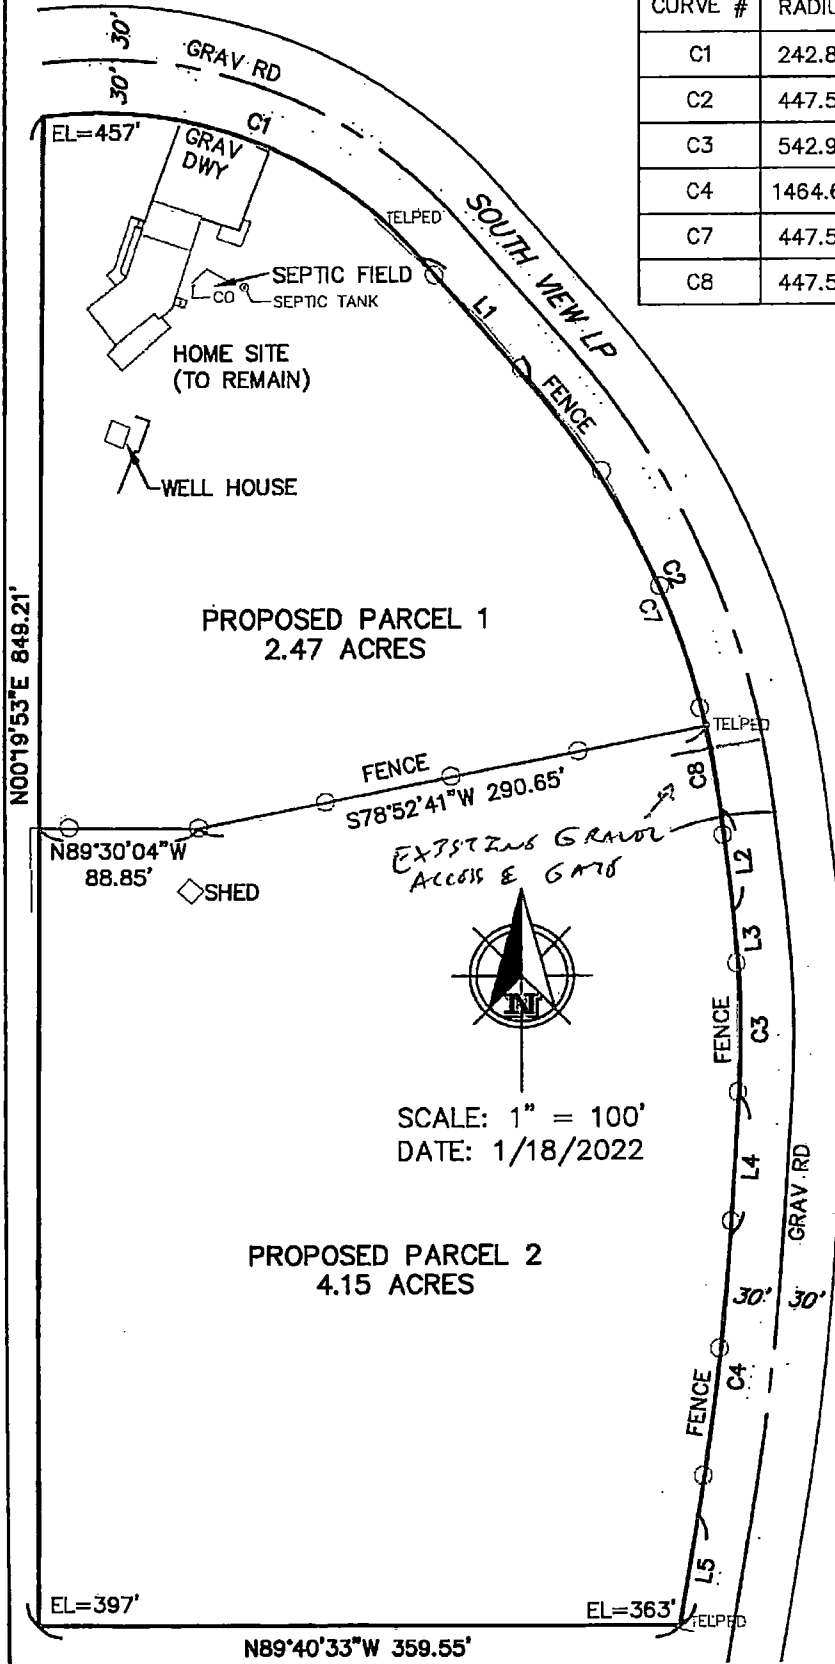 CURVE #
C1 242.8
C2 447.5
C3 542.9
C4 1464.6
C7 447.5
C8 447.5
30'
GRAV RD
30'
EL=457'
C1
GRAV
DWY
TELPED
SOUTH VIEW LP
SEPTIC FIELD
CO
SEPTIC TANK
L1
HOME SITE
(TO REMAIN)
FENCE
WELL HOUSE
C2
C7
N00°19'53"E 849.21'
PROPOSED PARCEL 1
2.47 ACRES
TELPED
FENCE
S78°52'41"W 290.65'
C8
N89°30'04"W
88.85'
EXISTING GRAVEL
ACCESS & GATE
L2
SHED
L3
N
FENCE
C3
SCALE: 1" = 100'
DATE: 1/18/2022
L4
GRAV RD
PROPOSED PARCEL 2
4.15 ACRES
30' 30'
C4
FENCE
L5
EL=397'
EL=363'
TELPED
N89°40'33"W 359.55'